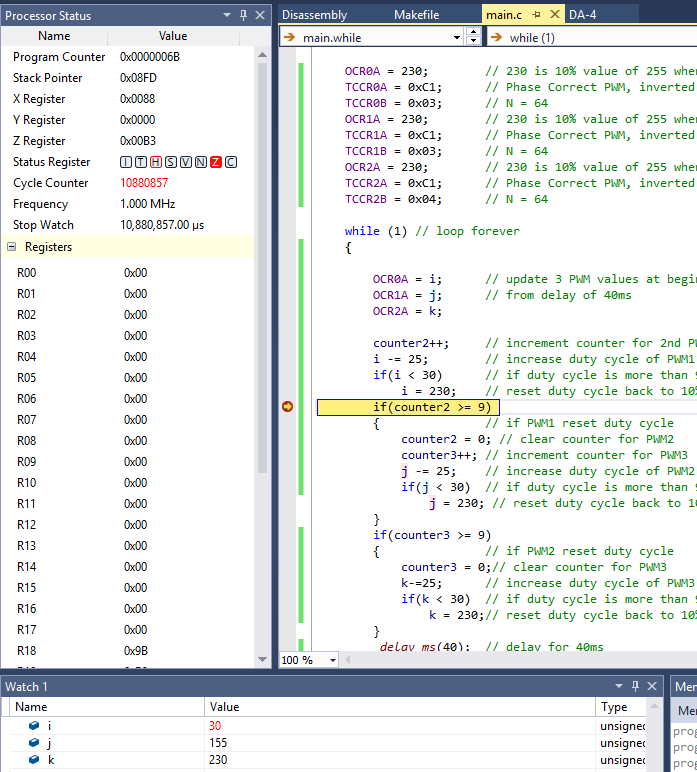 Processor Status
Name Value
Program Counter 0x0000006B
Stack Pointer 0x08FD
X Register 0x0088
Y Register 0x0000
Z Register 0x00B3
Status Register I T H S V N Z C
Cycle Counter 10880857
Frequency 1.000 MHz
Stop Watch 10,880,857.00 µs
Registers
R00 0x00
R01 0x00
R02 0x00
R03 0x00
R04 0x00
R05 0x00
R06 0x00
R07 0x00
R08 0x00
R09 0x00
R10 0x00
R11 0x00
R12 0x00
R13 0x00
R14 0x00
R15 0x00
R16 0x00
R17 0x00
R18 0x9B
Disassembly Makefile main.c DA-4
main.while while (1)
OCR0A = 230; // 230 is 10% value of 255 when
TCCR0A = 0xC1; // Phase Correct PWM, inverted
TCCR0B = 0x03; // N = 64
OCR1A = 230; // 230 is 10% value of 255 when
TCCR1A = 0xC1; // Phase Correct PWM, inverted
TCCR1B = 0x03; // N = 64
OCR2A = 230; // 230 is 10% value of 255 when
TCCR2A = 0xC1; // Phase Correct PWM, inverted
TCCR2B = 0x04; // N = 64
while (1) // loop forever
{
OCR0A = i; // update 3 PWM values at begin
OCR1A = j; // from delay of 40ms
OCR2A = k;
counter2++; // increment counter for 2nd PW
i -= 25; // increase duty cycle of PWM1
if(i < 30) // if duty cycle is more than 9
i = 230; // reset duty cycle back to 10%
if(counter2 >= 9)
{ // if PWM1 reset duty cycle
counter2 = 0; // clear counter for PWM2
counter3++; // increment counter for PWM3
j -= 25; // increase duty cycle of PWM2
if(j < 30) // if duty cycle is more than 9
j = 230; // reset duty cycle back to 10
}
if(counter3 >= 9)
{ // if PWM2 reset duty cycle
counter3 = 0;// clear counter for PWM3
k-=25; // increase duty cycle of PWM3
if(k < 30) // if duty cycle is more than 9
k = 230;// reset duty cycle back to 10%
}
_delay_ms(40); // delay for 40ms
100 %
Watch 1
Name Value Type
i 30 unsigned
j 155 unsigned
k 230 unsigned
Mer
Mer
prog
prog
prog